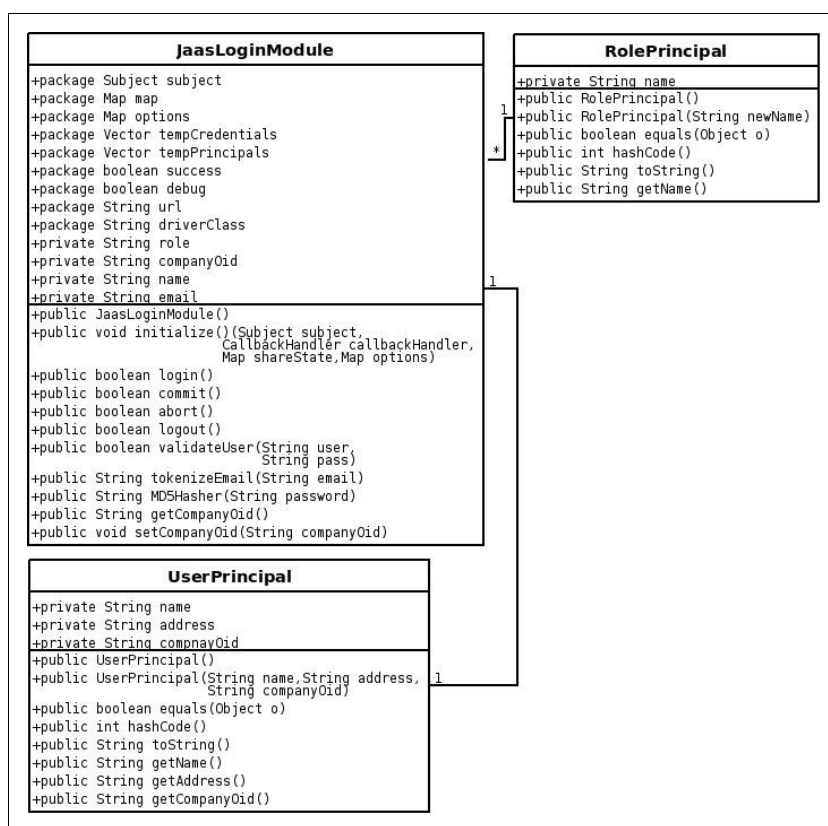 JaasLoginModule
+package Subject subject
+package Map map
+package Map options
+package Vector tempCredentials
+package Vector tempPrincipals
+package boolean success
+package boolean debug
+package String url
+package String driverClass
+private String role
+private String companyOid
+private String name
+private String email
+public JaasLoginModule()
+public void initialize()(Subject subject,
CallbackHandler callbackHandler,
Map shareState,Map options)
+public boolean login()
+public boolean commit()
+public boolean abort()
+public boolean logout()
+public boolean validateUser(String user,
String pass)
+public String tokenizeEmail(String email)
+public String MD5Hasher(String password)
+public String getCompanyOid()
+public void setCompanyOid(String companyOid)
RolePrincipal
+private String name
+public RolePrincipal()
+public RolePrincipal(String newName)
+public boolean equals(Object o)
+public int hashCode()
+public String toString()
+public String getName()
1
*
1
UserPrincipal
+private String name
+private String address
+private String compnayOid
+public UserPrincipal()
+public UserPrincipal(String name,String address,
String companyOid)
+public boolean equals(Object o)
+public int hashCode()
+public String toString()
+public String getName()
+public String getAddress()
+public String getCompanyOid()
1